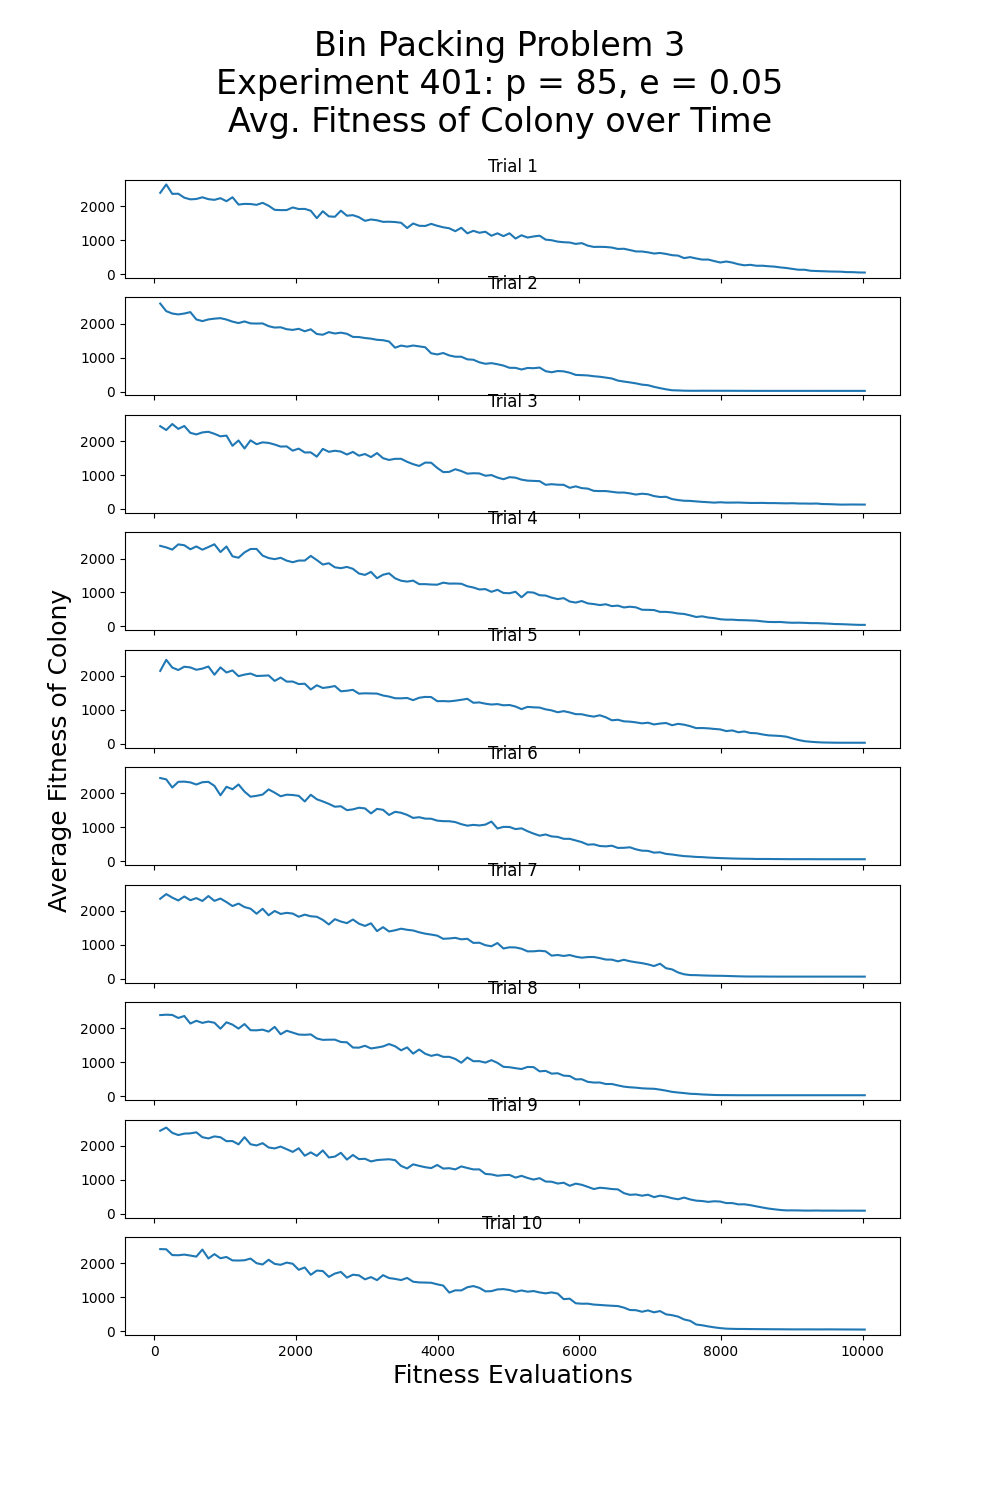 Bin Packing Problem 3
Experiment 401: p = 85, e = 0.05
Avg. Fitness of Colony over Time
Average Fitness of Colony
Trial 1
2000
1000
0
Trial 2
2000
1000
0
Trial 3
2000
1000
0
Trial 4
2000
1000
0
Trial 5
2000
1000
0
Trial 6
2000
1000
0
Trial 7
2000
1000
0
Trial 8
2000
1000
0
Trial 9
2000
1000
0
Trial 10
2000
1000
0
0 2000 4000 6000 8000 10000
Fitness Evaluations